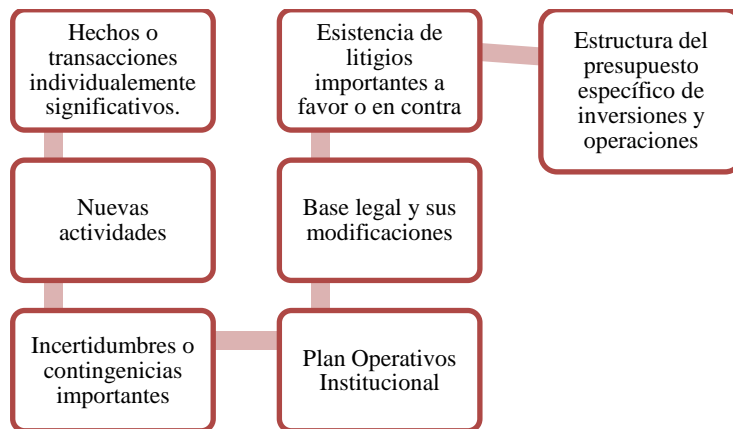 Hechos o
transacciones
individualemente
significativos.
Nuevas
actividades
Incertidumbres o
contingenicias
importantes
Plan Operativos
Institucional
Base legal y sus
modificaciones
Esistencia de
litigios
importantes a
favor o en contra
Estructura del
presupuesto
específico de
inversiones y
operaciones